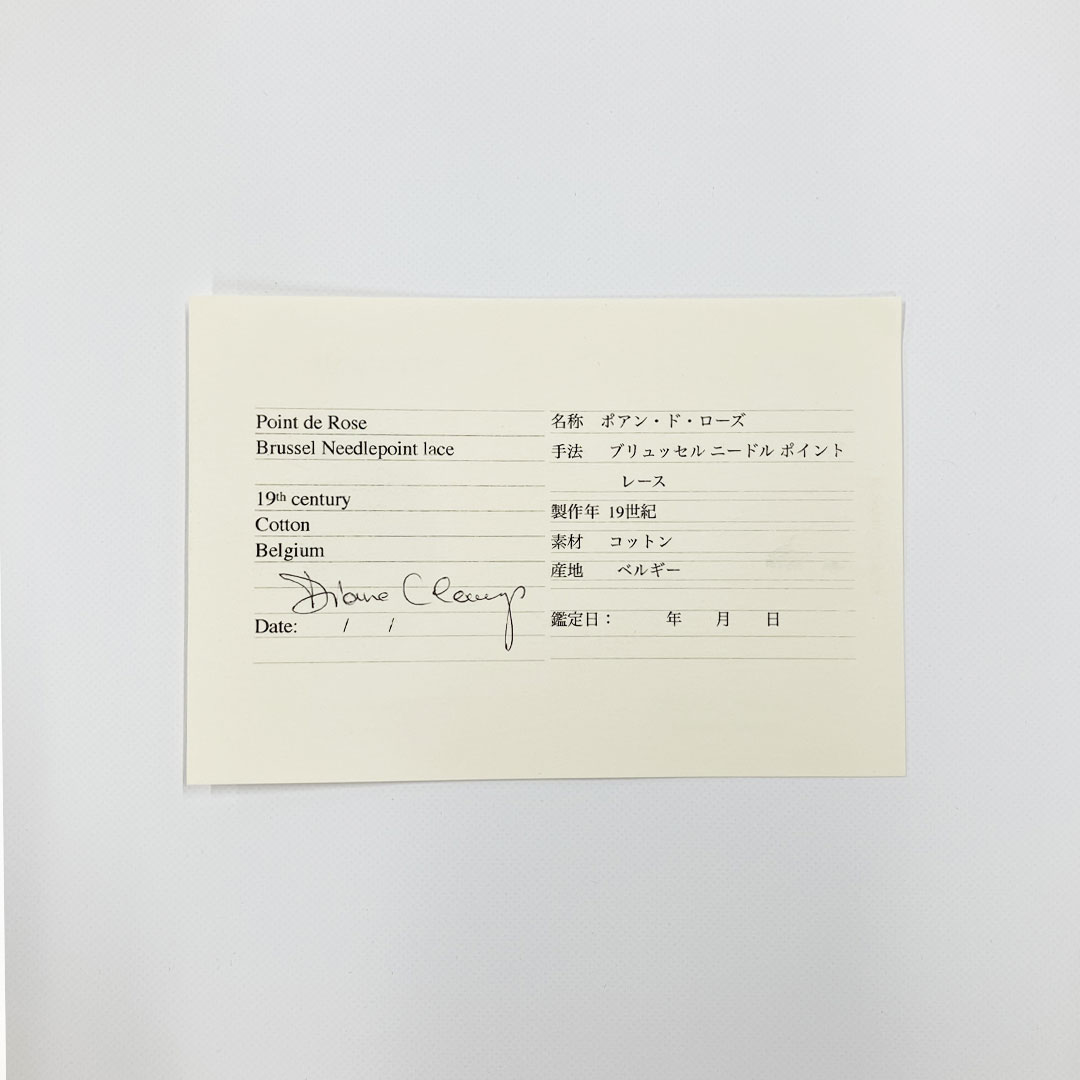 Point de Rose
Brussel Needlepoint lace
19th century
Cotton
Belgium
Diane
Date: / /
名称 ポアン・ド・ローズ
手法 ブリュッセル ニードル ポイント
レース
製作年 19世紀
素材 コットン
産地 ベルギー
鑑定日： 年 月 日